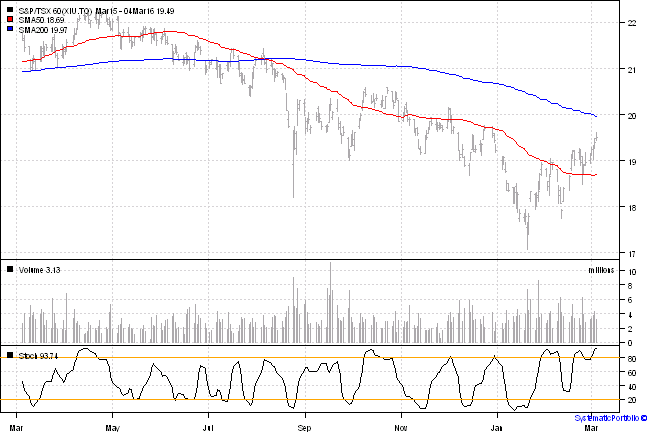 S&P/TSX 60(XIU.TO) Mar15 - 04Mar16 19.49
SMA50 18.69
SMA200 19.97
22
21
20
19
18
17
Volume 3.13
millions
10
8
6
4
2
0
Stoch 93.74
80
60
40
20
SystematicPortfolio ©
Mar
May
Jul
Sep
Nov
Jan
Mar